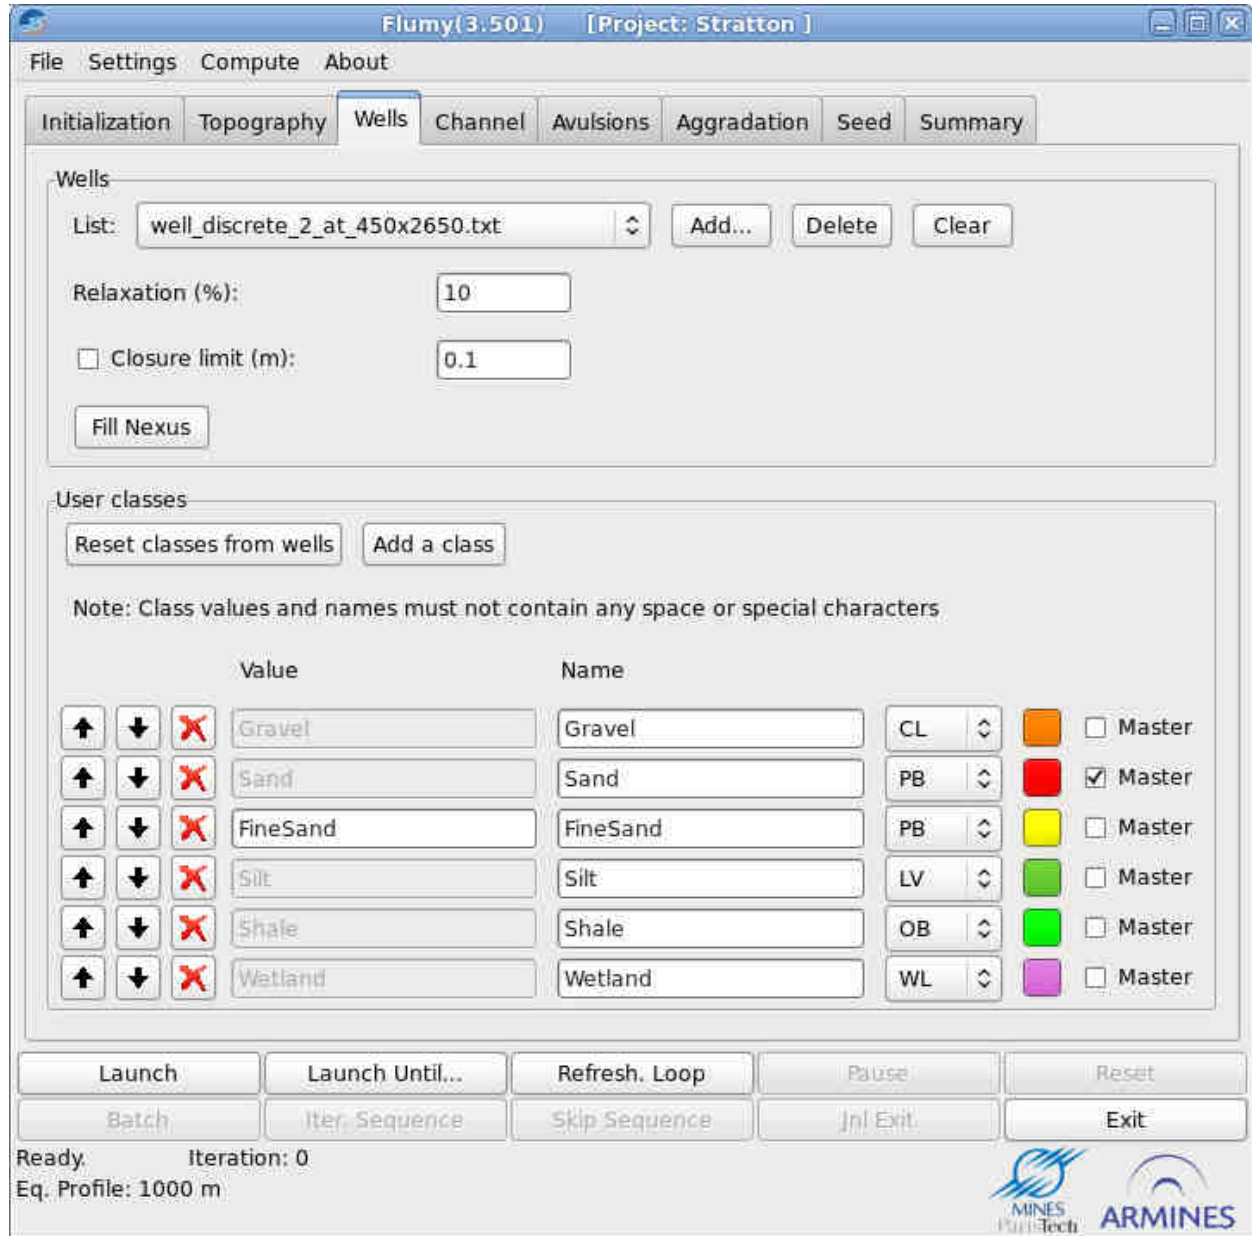 Flumy(3.501) [Project: Stratton ]
File Settings Compute About
Initialization Topography Wells Channel Avulsions Aggradation Seed Summary
Wells
List: well_discrete_2_at_450x2650.txt Add... Delete Clear
Relaxation (%): 10
Closure limit (m): 0.1
Fill Nexus
User classes
Reset classes from wells Add a class
Note: Class values and names must not contain any space or special characters
Value Name
Gravel Gravel CL Master
Sand Sand PB Master
FineSand FineSand PB Master
Silt Silt LV Master
Shale Shale OB Master
Wetland Wetland WL Master
Launch Launch Until... Refresh. Loop Pause Reset
Batch Iter. Sequence Skip Sequence Jnl Exit Exit
Ready. Iteration: 0
Eq. Profile: 1000 m
MINES
ParisTech
ARMINES